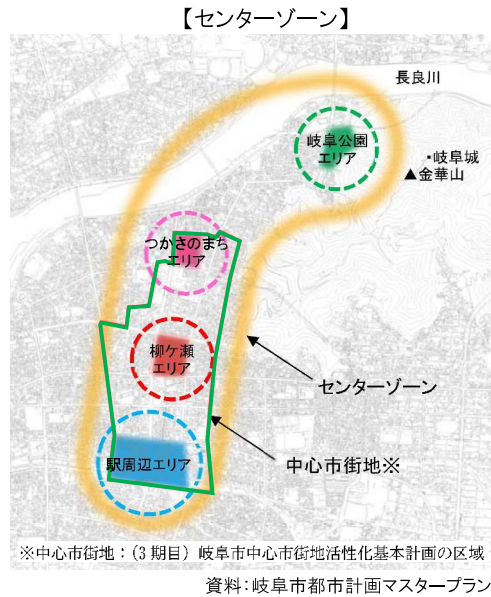 【センターゾーン】
長良川
岐阜公園
エリア
・岐阜城
▲金華山
つかさのまち
エリア
柳ケ瀬
エリア
センターゾーン
駅周辺エリア
中心市街地※
※中心市街地：(3期目) 岐阜市中心市街地活性化基本計画の区域
資料：岐阜市都市計画マスタープラン